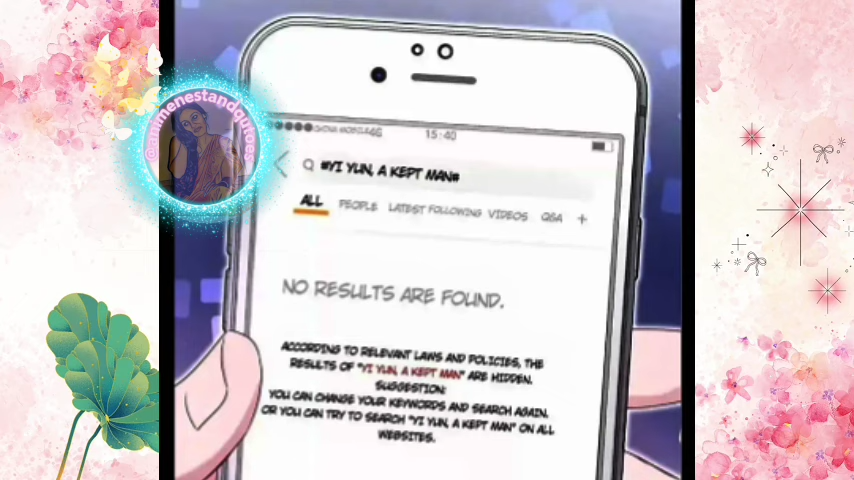 @animenestandqutoes
15:40
#YI YUN, A KEPT MAN#
ALL PEOPLE LATEST FOLLOWING VIDEOS Q&A +
NO RESULTS ARE FOUND.
ACCORDING TO RELEVANT LAWS AND POLICIES, THE
RESULTS OF "YI YUN, A KEPT MAN" ARE HIDDEN.
SUGGESTION:
YOU CAN CHANGE YOUR KEYWORDS AND SEARCH AGAIN.
OR YOU CAN TRY TO SEARCH "YI YUN, A KEPT MAN" ON ALL
WEBSITES.